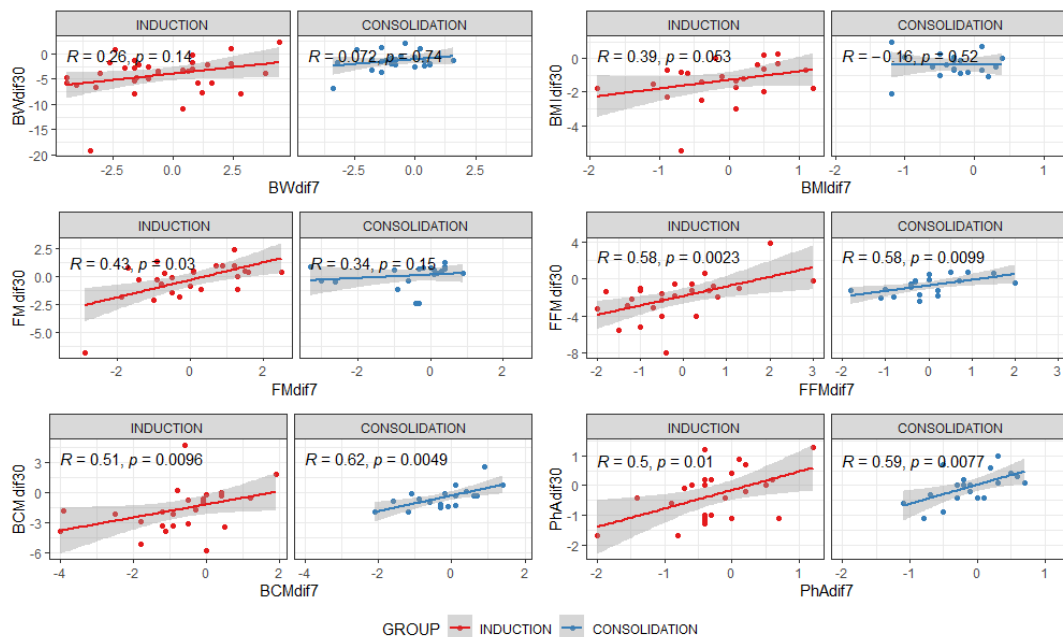 INDUCTION CONSOLIDATION
R = 0.26, p = 0.14 R = 0.072, p = 0.74
BWdif30
0 -5 -10 -15 -20
-2.5 0.0 2.5 -2.5 0.0 2.5
BWdif7
INDUCTION CONSOLIDATION
R = 0.39, p = 0.053 R = −0.16, p = 0.52
BMIdif30
0 -2 -4
-2 -1 0 1 -2 -1 0 1
BMIdif7
INDUCTION CONSOLIDATION
R = 0.43, p = 0.03 R = 0.34, p = 0.15
FMdif30
2.5 0.0 -2.5 -5.0
-2 0 2 -2 0 2
FMdif7
INDUCTION CONSOLIDATION
R = 0.58, p = 0.0023 R = 0.58, p = 0.0099
FFMdif30
4 0 -4 -8
-2 -1 0 1 2 3 -2 -1 0 1 2 3
FFMdif7
INDUCTION CONSOLIDATION
R = 0.51, p = 0.0096 R = 0.62, p = 0.0049
BCMdif30
3 0 -3 -6
-4 -2 0 2 -4 -2 0 2
BCMdif7
INDUCTION CONSOLIDATION
R = 0.5, p = 0.01 R = 0.59, p = 0.0077
PhAdif30
1 0 -1 -2
-2 -1 0 1 -2 -1 0 1
PhAdif7
GROUP INDUCTION CONSOLIDATION